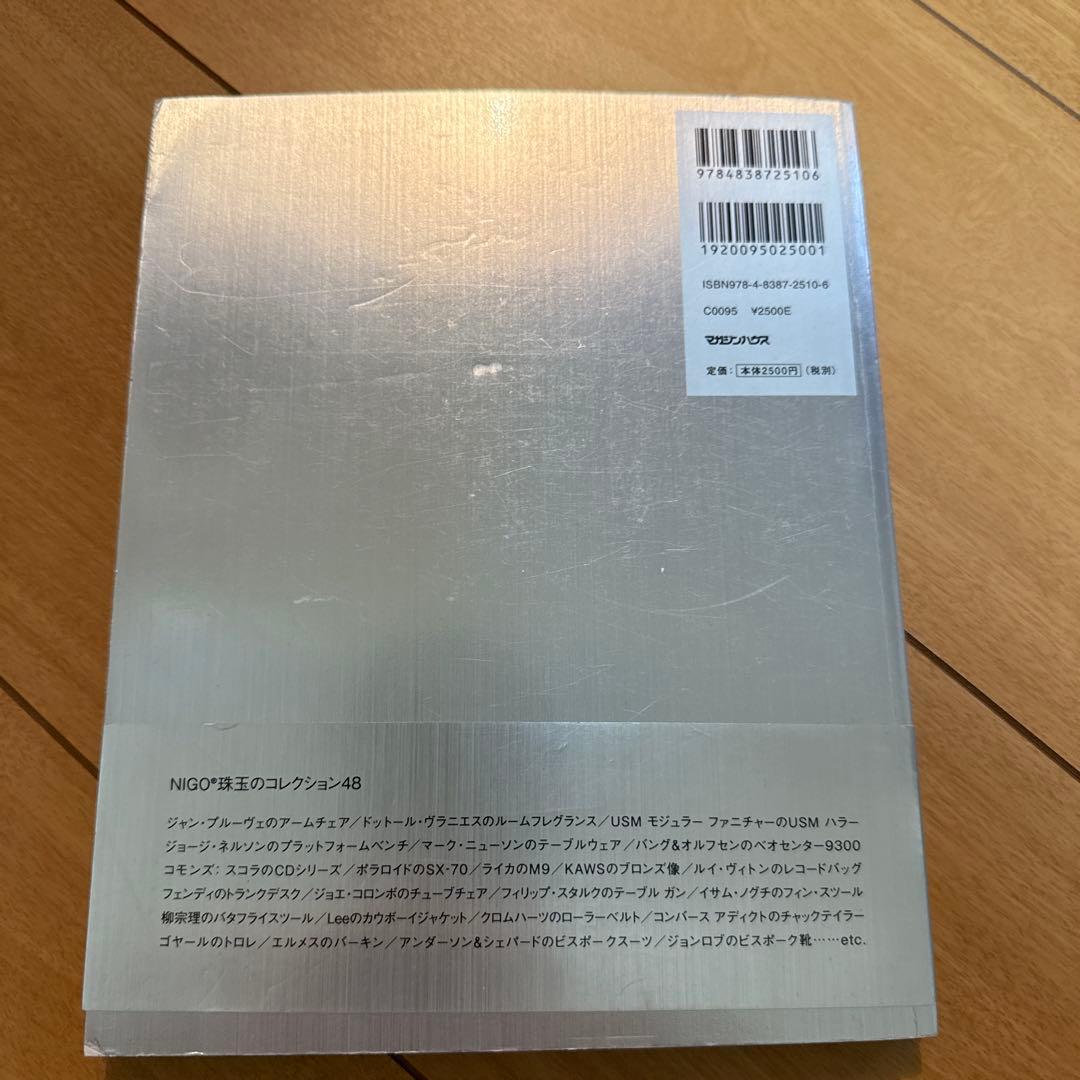 9784838725106
1920095025001
ISBN978-4-8387-2510-6
C0095 ¥2500E
マガジンハウス
定価：本体2500円（税別）
NIGO®珠玉のコレクション48
ジャン・プルーヴェのアームチェア／ドットール・ヴラニエスのルームフレグランス／USM モジュラー ファニチャーのUSM ハラー
ジョージ・ネルソンのプラットフォームベンチ／マーク・ニューソンのテーブルウェア／バング&オルフセンのベオセンター9300
コモンズ: スコラのCDシリーズ／ポラロイドのSX-70／ライカのM9／KAWSのブロンズ像／ルイ・ヴィトンのレコードバッグ
フェンディのトランクデスク／ジョエ・コロンボのチューブチェア／フィリップ・スタルクのテーブル ガン／イサム・ノグチのフィン・スツール
柳宗理のバタフライスツール／Leeのカウボーイジャケット／クロムハーツのローラーベルト／コンバース アディクトのチャックテイラー
ゴヤールのトロレ／エルメスのバーキン／アンダーソン&シェパードのビスポークスーツ／ジョンロブのビスポーク靴……etc.